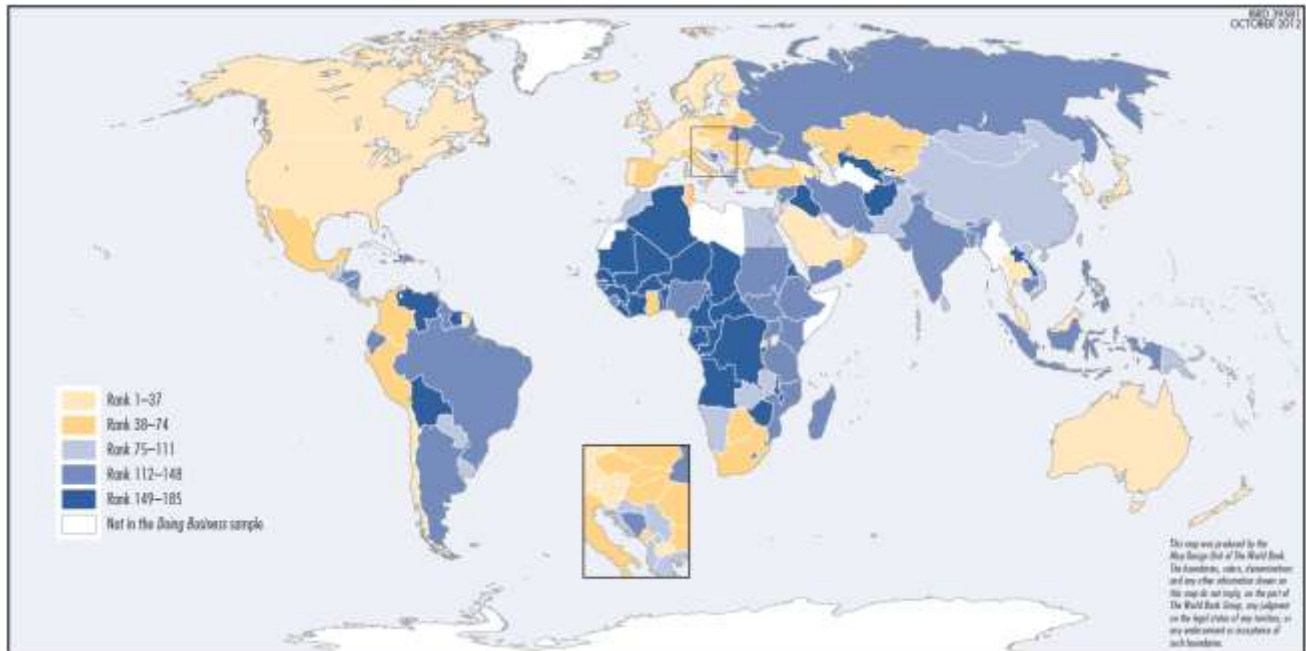 IBRD 39581
OCTOBER 2012
Rank 1–37
Rank 38–74
Rank 75–111
Rank 112–148
Rank 149–185
Not in the Doing Business sample
This map was produced by the
Map Design Unit of The World Bank.
The boundaries, colors, denominations
and any other information shown on
this map do not imply, on the part of
The World Bank Group, any judgment
on the legal status of any territory, or
any endorsement or acceptance of
such boundaries.